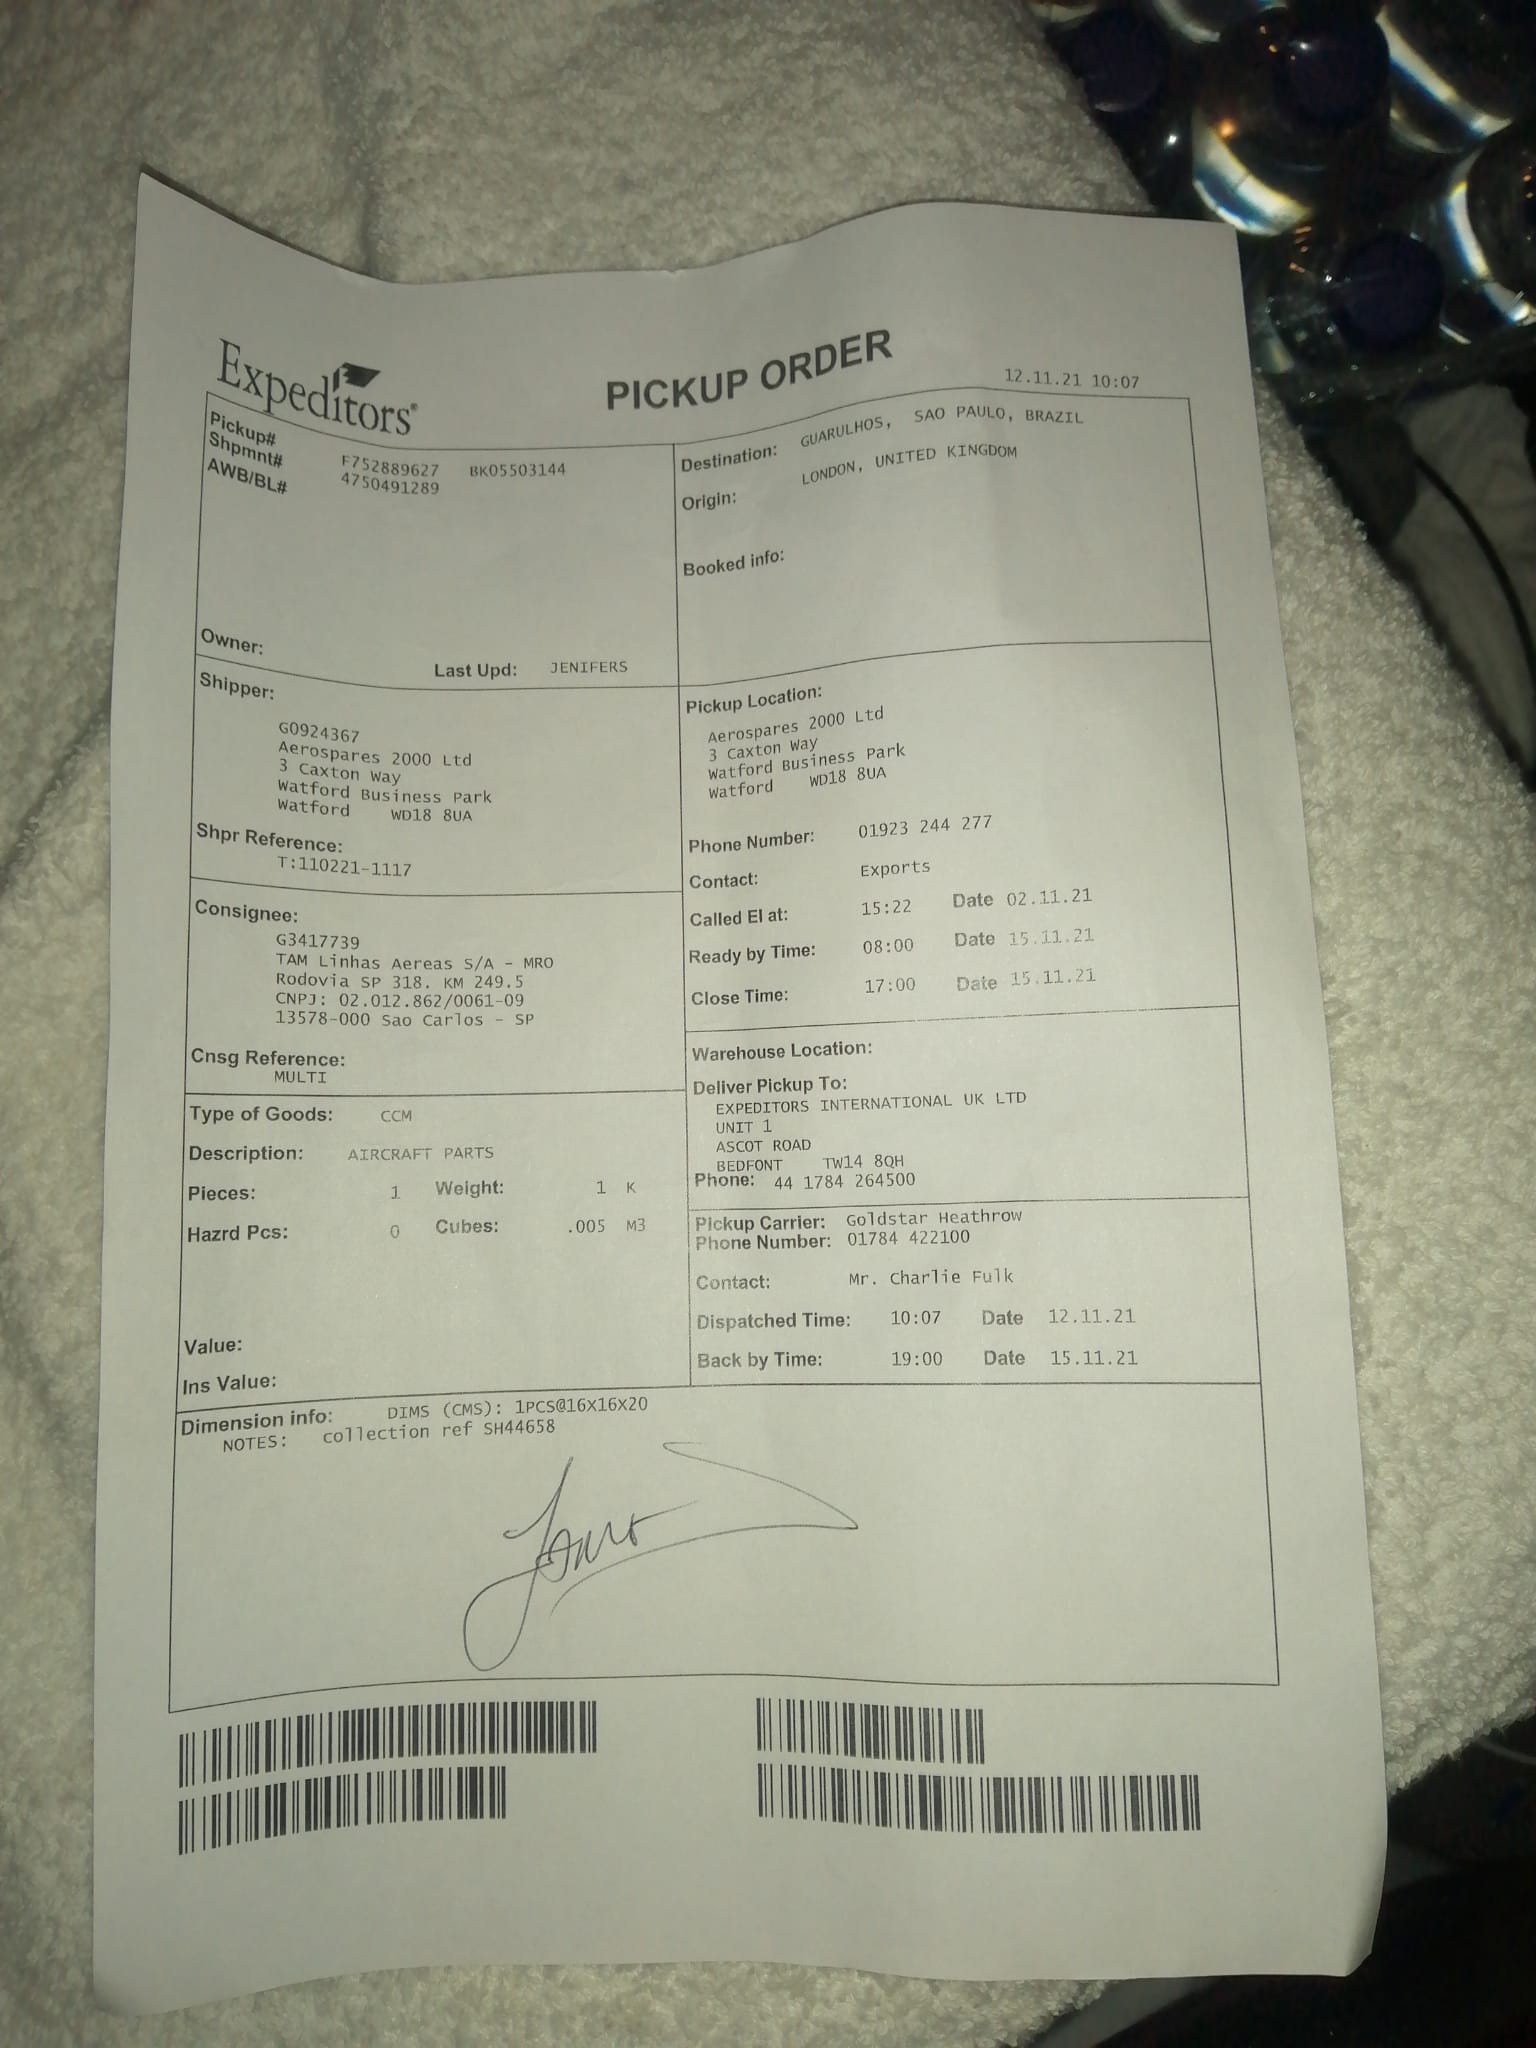 Expeditors®
PICKUP ORDER
12.11.21 10:07
Pickup#
Shpmnt# F752889627 BK05503144
AWB/BL# 4750491289
Owner:
Last Upd: JENIFERS
Destination: GUARULHOS, SAO PAULO, BRAZIL
Origin: LONDON, UNITED KINGDOM
Booked info:
Shipper:
G0924367
Aerospares 2000 Ltd
3 Caxton Way
Watford Business Park
Watford WD18 8UA
Shpr Reference:
T:110221-1117
Pickup Location:
Aerospares 2000 Ltd
3 Caxton Way
Watford Business Park
Watford WD18 8UA
Phone Number: 01923 244 277
Contact: Exports
Called EI at: 15:22 Date 02.11.21
Ready by Time: 08:00 Date 15.11.21
Close Time: 17:00 Date 15.11.21
Consignee:
G3417739
TAM Linhas Aereas S/A - MRO
Rodovia SP 318. KM 249.5
CNPJ: 02.012.862/0061-09
13578-000 Sao Carlos - SP
Cnsg Reference:
MULTI
Warehouse Location:
Deliver Pickup To:
EXPEDITORS INTERNATIONAL UK LTD
UNIT 1
ASCOT ROAD
BEDFONT TW14 8QH
Phone: 44 1784 264500
Type of Goods: CCM
Description: AIRCRAFT PARTS
Pieces: 1 Weight: 1 K
Hazrd Pcs: 0 Cubes: .005 M3
Value:
Ins Value:
Pickup Carrier: Goldstar Heathrow
Phone Number: 01784 422100
Contact: Mr. Charlie Fulk
Dispatched Time: 10:07 Date 12.11.21
Back by Time: 19:00 Date 15.11.21
Dimension info: DIMS (CMS): 1PCS@16X16X20
NOTES: collection ref SH44658